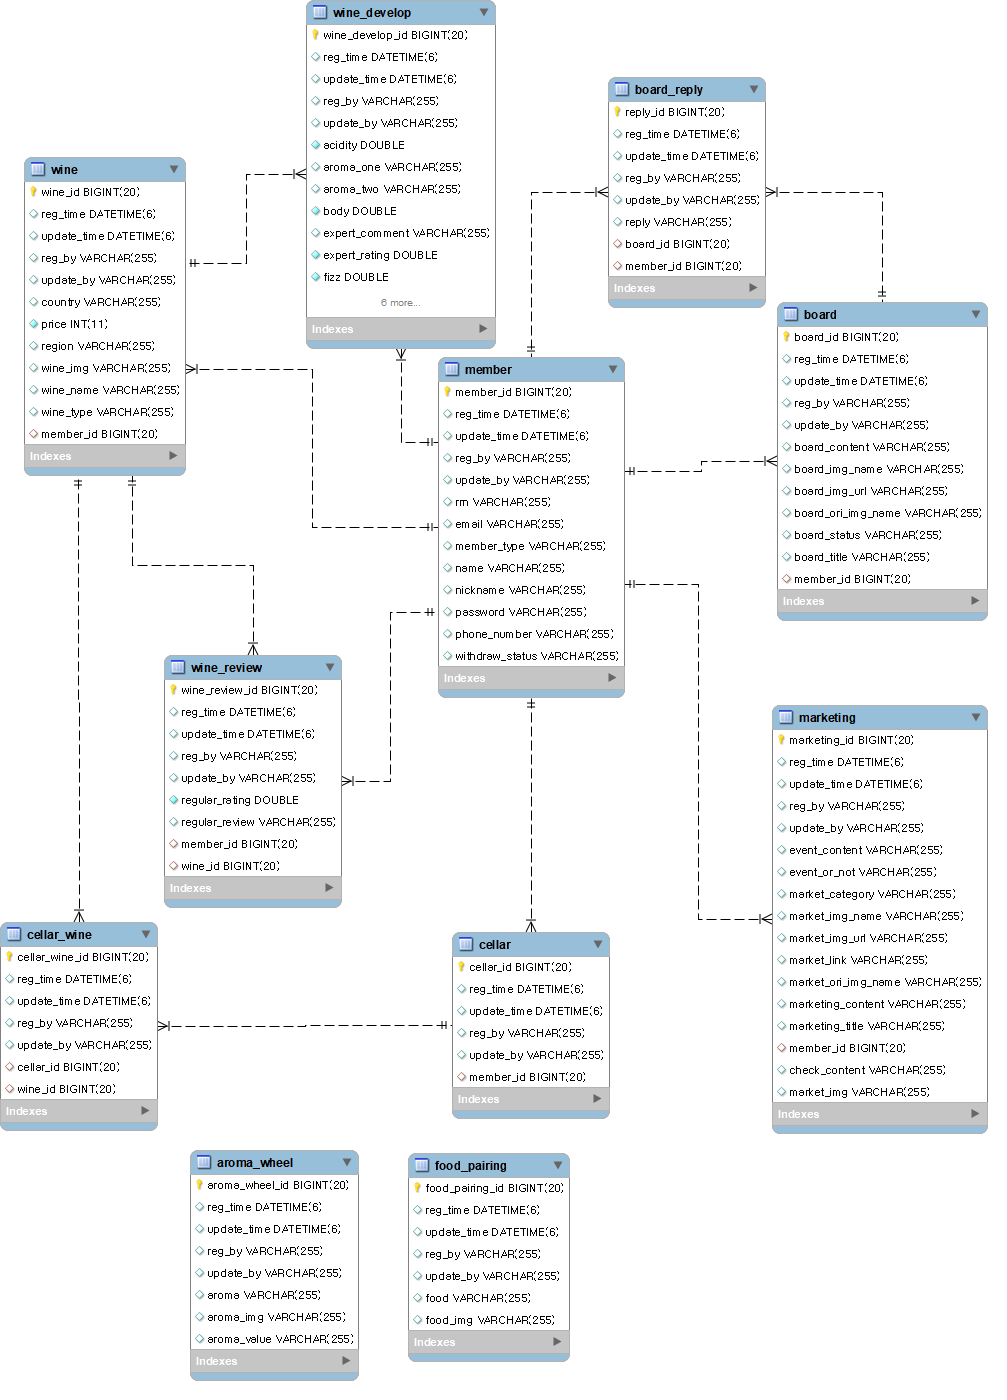 wine_develop
wine_develop_id BIGINT(20)
reg_time DATETIME(6)
update_time DATETIME(6)
reg_by VARCHAR(255)
update_by VARCHAR(255)
acidity DOUBLE
aroma_one VARCHAR(255)
aroma_two VARCHAR(255)
body DOUBLE
expert_comment VARCHAR(255)
expert_rating DOUBLE
fizz DOUBLE
6 more...
Indexes
board_reply
reply_id BIGINT(20)
reg_time DATETIME(6)
update_time DATETIME(6)
reg_by VARCHAR(255)
update_by VARCHAR(255)
reply VARCHAR(255)
board_id BIGINT(20)
member_id BIGINT(20)
Indexes
wine
wine_id BIGINT(20)
reg_time DATETIME(6)
update_time DATETIME(6)
reg_by VARCHAR(255)
update_by VARCHAR(255)
country VARCHAR(255)
price INT(11)
region VARCHAR(255)
wine_img VARCHAR(255)
wine_name VARCHAR(255)
wine_type VARCHAR(255)
member_id BIGINT(20)
Indexes
board
board_id BIGINT(20)
reg_time DATETIME(6)
update_time DATETIME(6)
reg_by VARCHAR(255)
update_by VARCHAR(255)
board_content VARCHAR(255)
board_img_name VARCHAR(255)
board_img_url VARCHAR(255)
board_ori_img_name VARCHAR(255)
board_status VARCHAR(255)
board_title VARCHAR(255)
member_id BIGINT(20)
Indexes
member
member_id BIGINT(20)
reg_time DATETIME(6)
update_time DATETIME(6)
reg_by VARCHAR(255)
update_by VARCHAR(255)
rrn VARCHAR(255)
email VARCHAR(255)
member_type VARCHAR(255)
name VARCHAR(255)
nickname VARCHAR(255)
password VARCHAR(255)
phone_number VARCHAR(255)
withdraw_status VARCHAR(255)
Indexes
wine_review
wine_review_id BIGINT(20)
reg_time DATETIME(6)
update_time DATETIME(6)
reg_by VARCHAR(255)
update_by VARCHAR(255)
regular_rating DOUBLE
regular_review VARCHAR(255)
member_id BIGINT(20)
wine_id BIGINT(20)
Indexes
marketing
marketing_id BIGINT(20)
reg_time DATETIME(6)
update_time DATETIME(6)
reg_by VARCHAR(255)
update_by VARCHAR(255)
event_content VARCHAR(255)
event_or_not VARCHAR(255)
market_category VARCHAR(255)
market_img_name VARCHAR(255)
market_img_url VARCHAR(255)
market_link VARCHAR(255)
market_ori_img_name VARCHAR(255)
marketing_content VARCHAR(255)
marketing_title VARCHAR(255)
member_id BIGINT(20)
check_content VARCHAR(255)
market_img VARCHAR(255)
Indexes
cellar_wine
cellar_wine_id BIGINT(20)
reg_time DATETIME(6)
update_time DATETIME(6)
reg_by VARCHAR(255)
update_by VARCHAR(255)
cellar_id BIGINT(20)
wine_id BIGINT(20)
Indexes
cellar
cellar_id BIGINT(20)
reg_time DATETIME(6)
update_time DATETIME(6)
reg_by VARCHAR(255)
update_by VARCHAR(255)
member_id BIGINT(20)
Indexes
aroma_wheel
aroma_wheel_id BIGINT(20)
reg_time DATETIME(6)
update_time DATETIME(6)
reg_by VARCHAR(255)
update_by VARCHAR(255)
aroma VARCHAR(255)
aroma_img VARCHAR(255)
aroma_value VARCHAR(255)
Indexes
food_pairing
food_pairing_id BIGINT(20)
reg_time DATETIME(6)
update_time DATETIME(6)
reg_by VARCHAR(255)
update_by VARCHAR(255)
food VARCHAR(255)
food_img VARCHAR(255)
Indexes